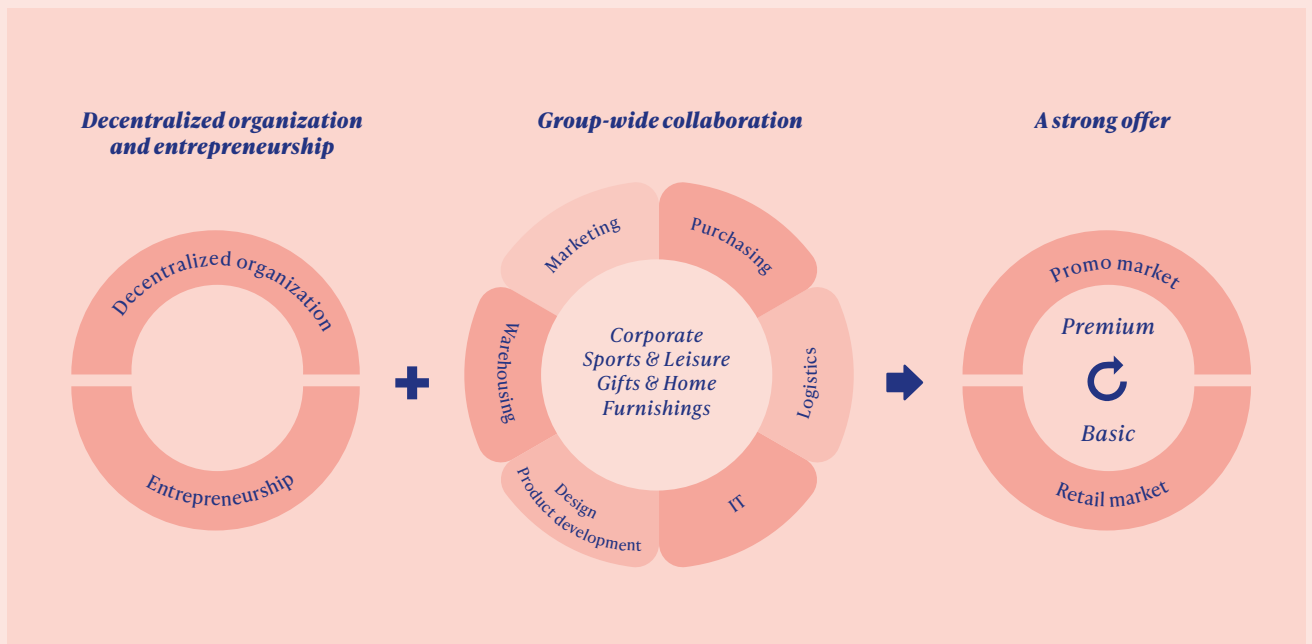 Decentralized organization
and entrepreneurship
Decentralized organization
Entrepreneurship
Group-wide collaboration
Marketing
Purchasing
Logistics
IT
Design
Product development
Warehousing
Corporate
Sports & Leisure
Gifts & Home
Furnishings
A strong offer
Promo market
Premium
Basic
Retail market